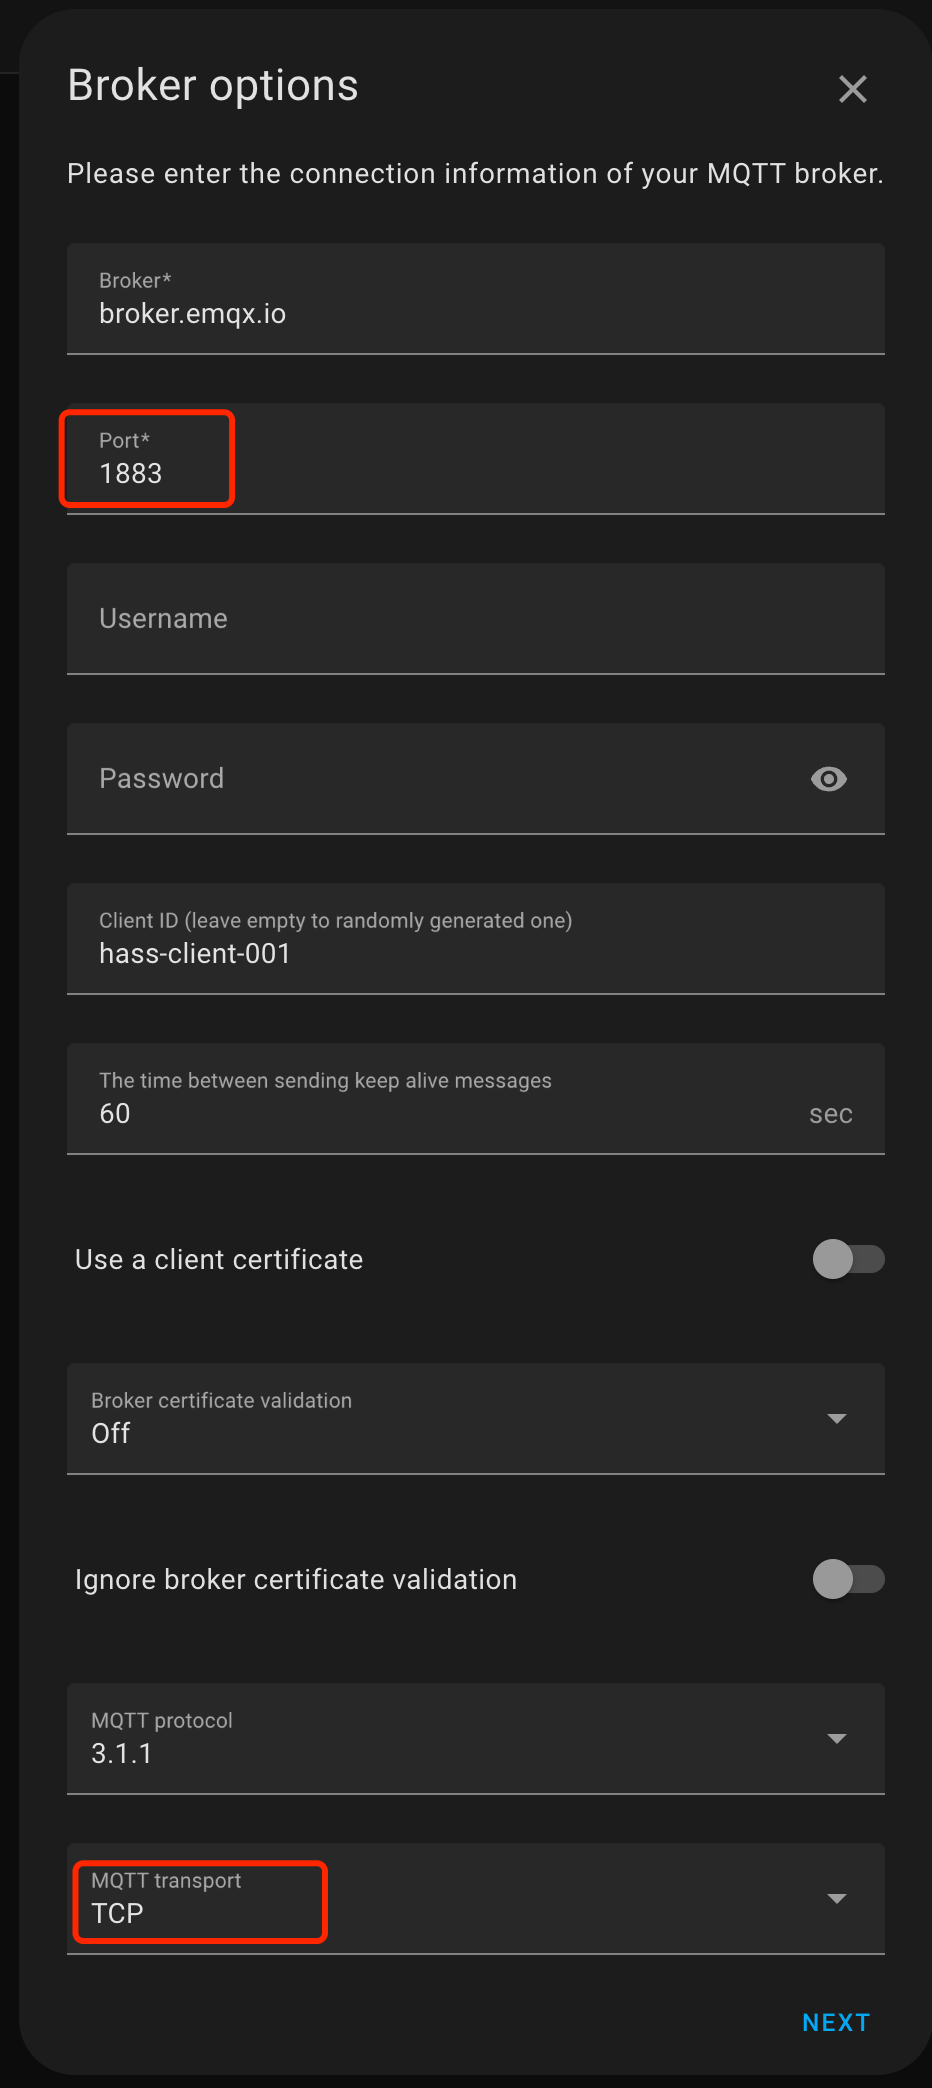 Broker options
Please enter the connection information of your MQTT broker.
Broker*
broker.emqx.io
Port*
1883
Username
Password
Client ID (leave empty to randomly generated one)
hass-client-001
The time between sending keep alive messages
60 sec
Use a client certificate
Broker certificate validation
Off
Ignore broker certificate validation
MQTT protocol
3.1.1
MQTT transport
TCP
NEXT